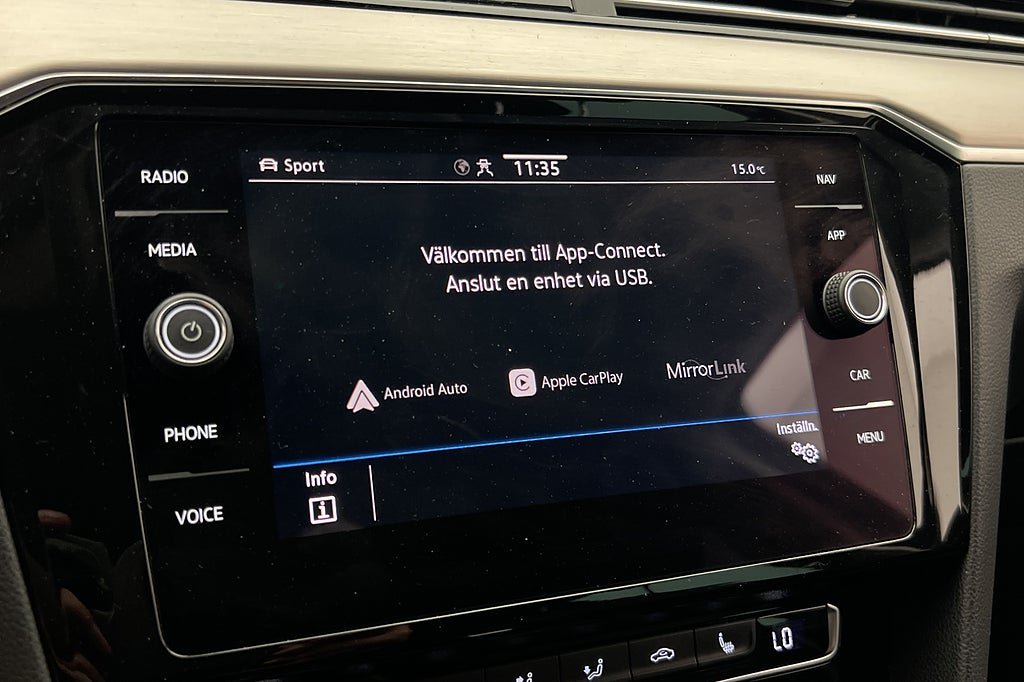 RADIO
MEDIA
PHONE
VOICE
Sport
11:35
15.0°C
Välkommen till App-Connect.
Anslut en enhet via USB.
Android Auto
Apple CarPlay
MirrorLink
Inställn.
Info
i
NAV
APP
CAR
MENU
LO